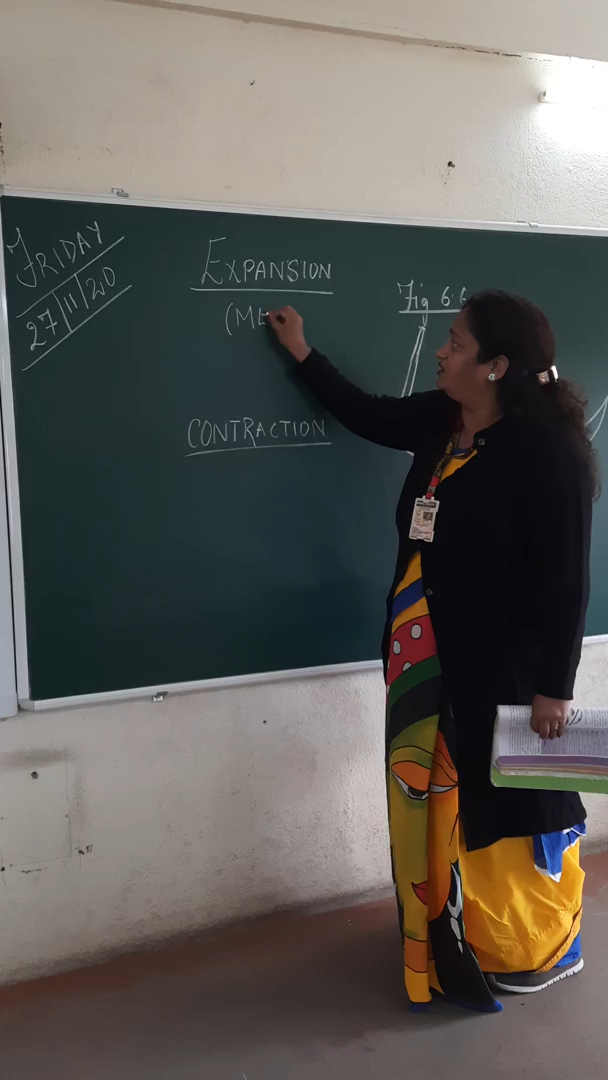 FRIDAY
27/11/20
EXPANSION
(ME
CONTRACTION
Fig 6.6